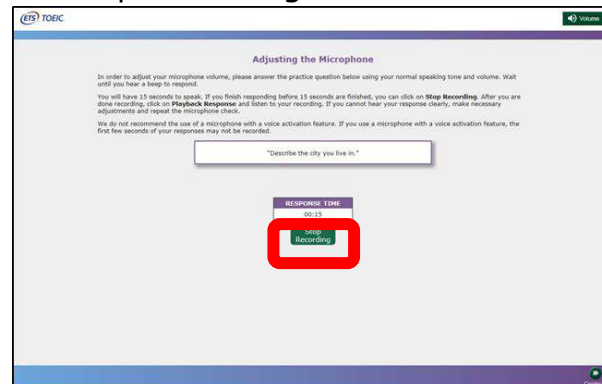 ETS TOEIC
Volume
Adjusting the Microphone
In order to adjust your microphone volume, please answer the practice question below using your normal speaking tone and volume. Wait
until you hear a beep to respond.
You will have 15 seconds to speak. If you finish responding before 15 seconds are finished, you can click on Stop Recording. After you are
done recording, click on Playback Response and listen to your recording. If you cannot hear your response clearly, make necessary
adjustments and repeat the microphone check.
We do not recommend the use of a microphone with a voice activation feature. If you use a microphone with a voice activation feature, the
first few seconds of your responses may not be recorded.
"Describe the city you live in."
RESPONSE TIME
00:15
Stop
Recording